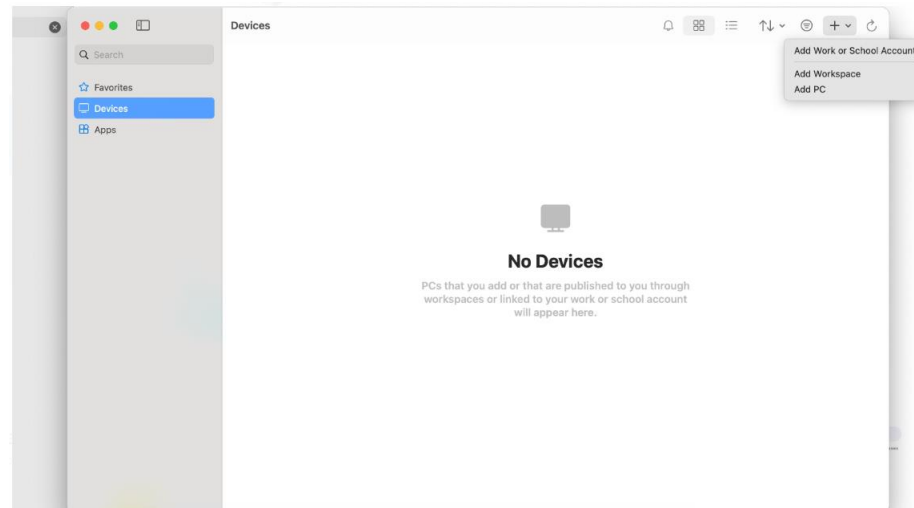 Devices
Search
Favorites
Devices
Apps
Add Work or School Account
Add Workspace
Add PC
No Devices
PCs that you add or that are published to you through
workspaces or linked to your work or school account
will appear here.